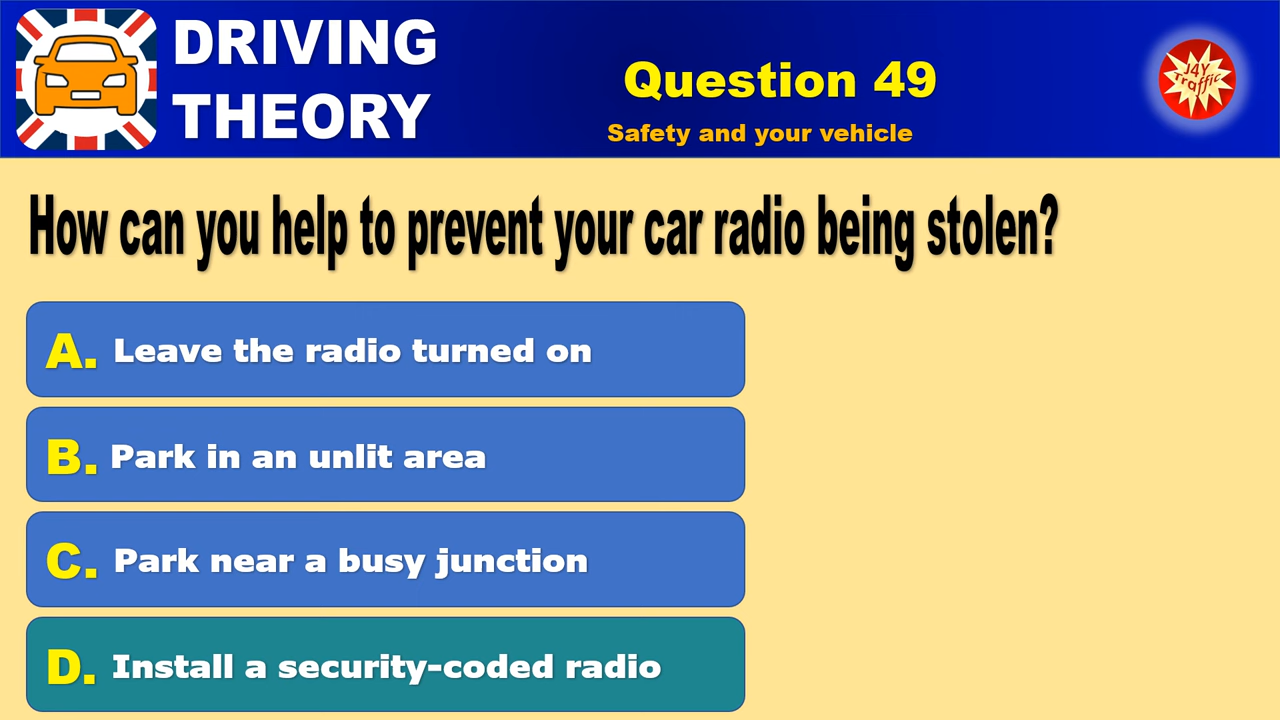 DRIVING
THEORY
Question 49
Safety and your vehicle
J4Y
Traffic
How can you help to prevent your car radio being stolen?
A. Leave the radio turned on
B. Park in an unlit area
C. Park near a busy junction
D. Install a security-coded radio